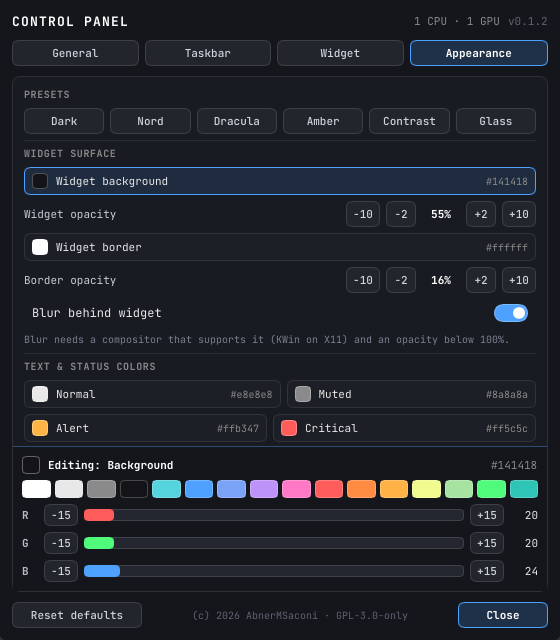 CONTROL PANEL 1 CPU · 1 GPU v0.1.2
General Taskbar Widget Appearance
PRESETS
Dark Nord Dracula Amber Contrast Glass
WIDGET SURFACE
Widget background #141418
Widget opacity -10 -2 55% +2 +10
Widget border #ffffff
Border opacity -10 -2 16% +2 +10
Blur behind widget
Blur needs a compositor that supports it (KWin on X11) and an opacity below 100%.
TEXT & STATUS COLORS
Normal #e8e8e8 Muted #8a8a8a
Alert #ffb347 Critical #ff5c5c
Editing: Background #141418
R -15 +15 20
G -15 +15 20
B -15 +15 24
Reset defaults (c) 2026 AbnerMSaconi · GPL-3.0-only Close